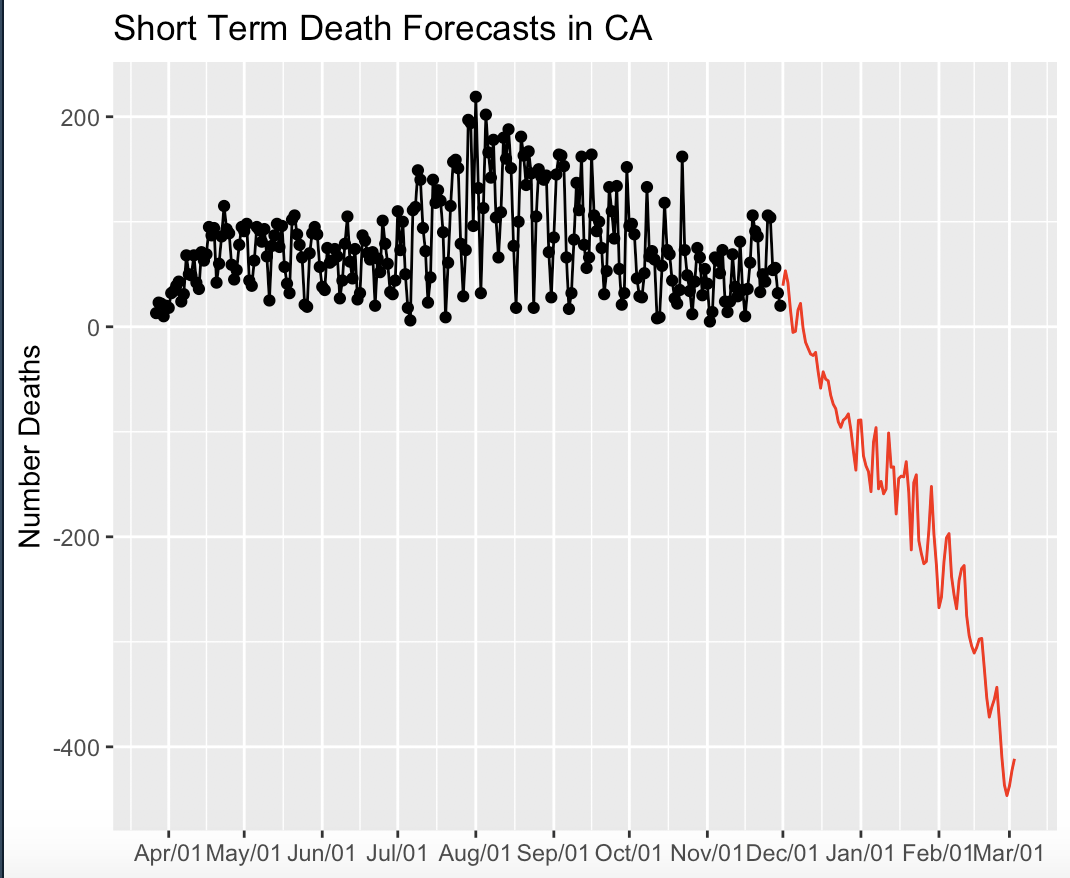 Short Term Death Forecasts in CA
Number Deaths
200
0
-200
-400
Apr/01 May/01 Jun/01 Jul/01 Aug/01 Sep/01 Oct/01 Nov/01 Dec/01 Jan/01 Feb/01 Mar/01